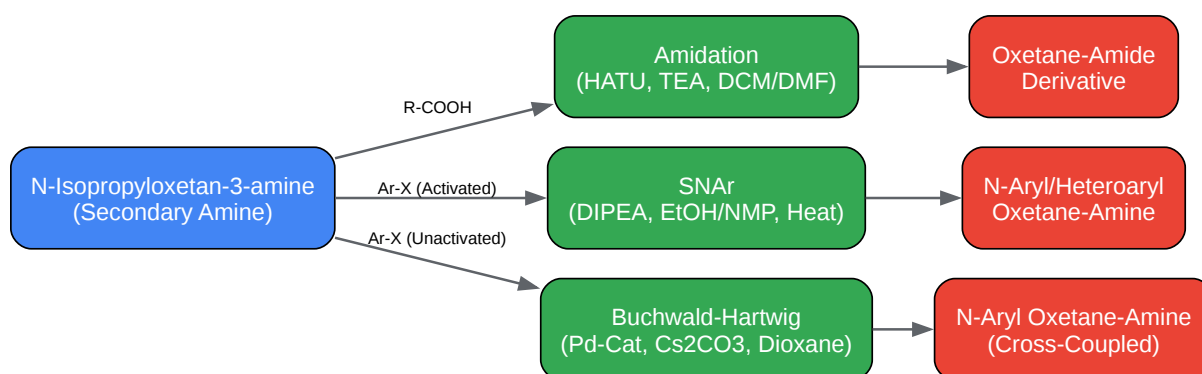 N-Isopropyloxetan-3-amine
(Secondary Amine)
R-COOH
Amidation
(HATU, TEA, DCM/DMF)
Oxetane-Amide
Derivative
Ar-X (Activated)
SNAr
(DIPEA, EtOH/NMP, Heat)
N-Aryl/Heteroaryl
Oxetane-Amine
Ar-X (Unactivated)
Buchwald-Hartwig
(Pd-Cat, Cs2CO3, Dioxane)
N-Aryl Oxetane-Amine
(Cross-Coupled)